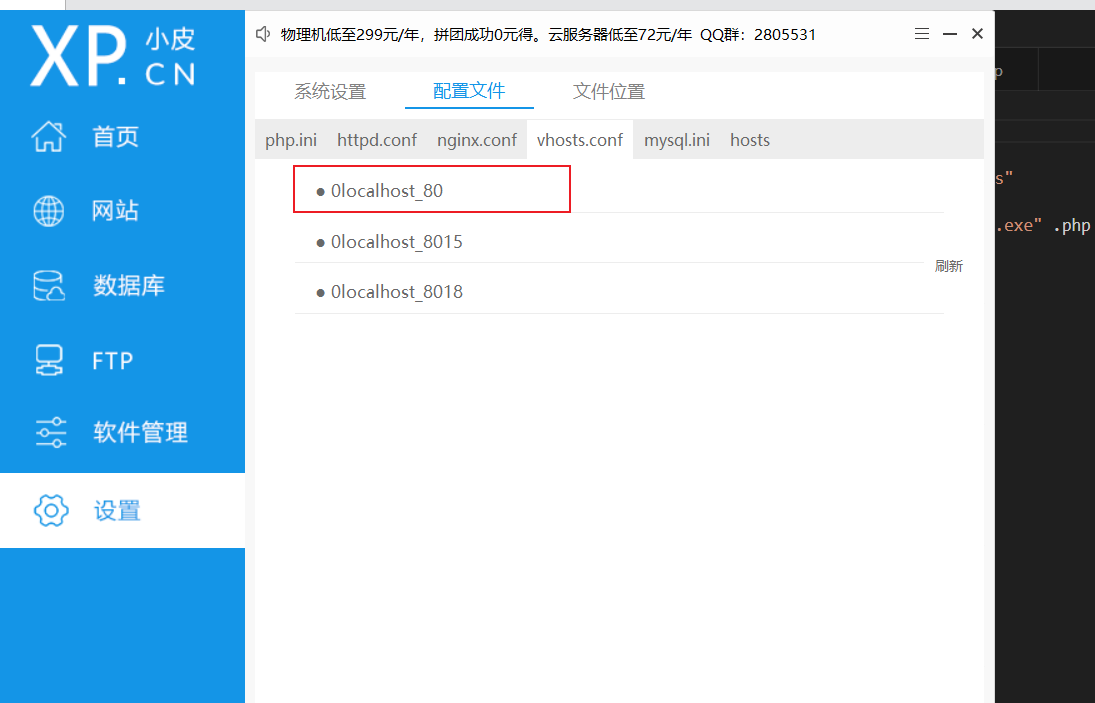 XP.CN 小皮
物理机低至299元/年，拼团成功0元得。云服务器低至72元/年 QQ群：2805531
首页
网站
数据库
FTP
软件管理
设置
系统设置 配置文件 文件位置
php.ini httpd.conf nginx.conf vhosts.conf mysql.ini hosts
● 0localhost_80
● 0localhost_8015
● 0localhost_8018
刷新
p
s"
.exe" .php